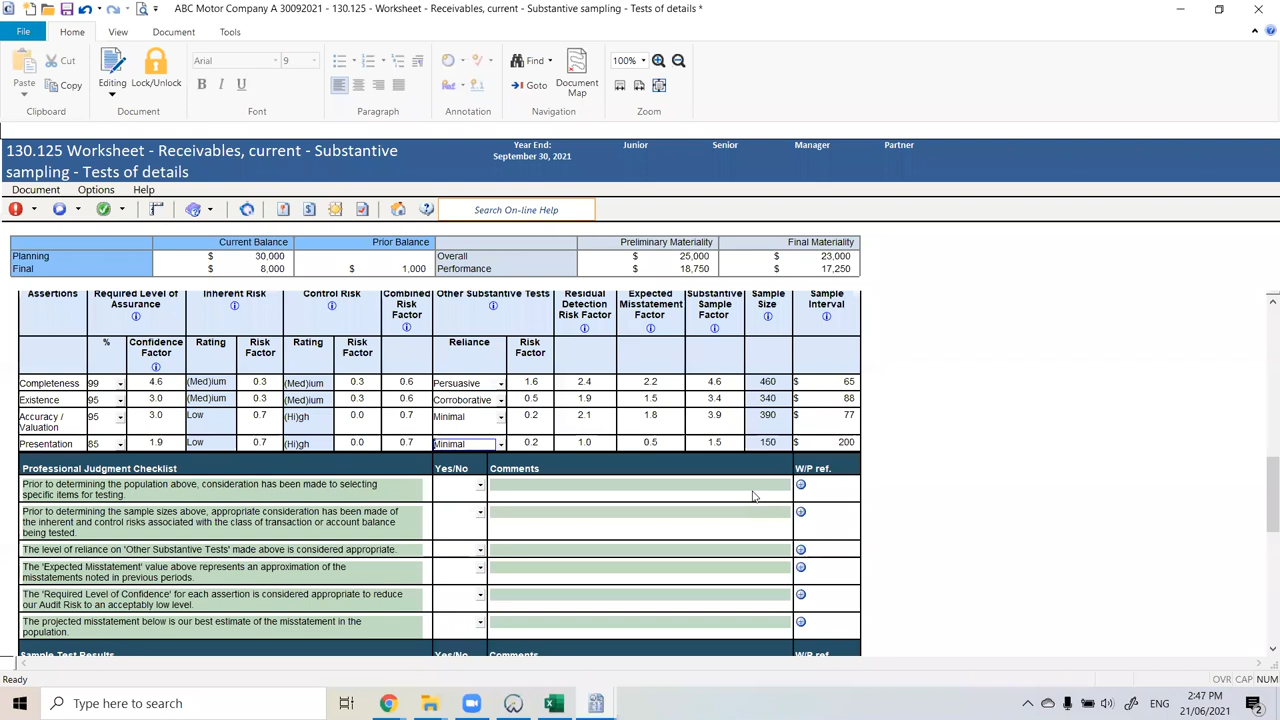 ABC Motor Company A 30092021 - 130.125 - Worksheet - Receivables, current - Substantive sampling - Tests of details *
File Home View Document Tools
Paste Cut Copy
Clipboard
Editing Lock/Unlock
Document
Arial 9
B I U
Font
Paragraph
Annotation
Find
Goto
Document Map
Navigation
100%
Zoom
130.125 Worksheet - Receivables, current - Substantive
sampling - Tests of details
Year End:
September 30, 2021
Junior Senior Manager Partner
Document Options Help
Search On-line Help
Current Balance Prior Balance Preliminary Materiality Final Materiality
Planning $ 30,000 Overall $ 25,000 $ 23,000
Final $ 8,000 $ 1,000 Performance $ 18,750 $ 17,250
Assertions Required Level of Assurance Inherent Risk Control Risk Combined Risk Factor Other Substantive Tests Residual Detection Risk Factor Expected Misstatement Factor Substantive Sample Factor Sample Size Sample Interval
% Confidence Factor Rating Risk Factor Rating Risk Factor Reliance Risk Factor
Completeness 99 4.6 (Med)ium 0.3 (Med)ium 0.3 0.6 Persuasive 1.6 2.4 2.2 4.6 460 $ 65
Existence 95 3.0 (Med)ium 0.3 (Med)ium 0.3 0.6 Corroborative 0.5 1.9 1.5 3.4 340 $ 88
Accuracy / Valuation 95 3.0 Low 0.7 (Hi)gh 0.0 0.7 Minimal 0.2 2.1 1.8 3.9 390 $ 77
Presentation 85 1.9 Low 0.7 (Hi)gh 0.0 0.7 Minimal 0.2 1.0 0.5 1.5 150 $ 200
Professional Judgment Checklist Yes/No Comments W/P ref.
Prior to determining the population above, consideration has been made to selecting
specific items for testing.
Prior to determining the sample sizes above, appropriate consideration has been made of
the inherent and control risks associated with the class of transaction or account balance
being tested.
The level of reliance on 'Other Substantive Tests' made above is considered appropriate.
The 'Expected Misstatement' value above represents an approximation of the
misstatements noted in previous periods.
The 'Required Level of Confidence' for each assertion is considered appropriate to reduce
our Audit Risk to an acceptably low level.
The projected misstatement below is our best estimate of the misstatement in the
population.
Sample Test Results Yes/No Comments W/P ref.
Ready OVR CAP NUM
Type here to search
ENG
2:47 PM
21/06/2021
2